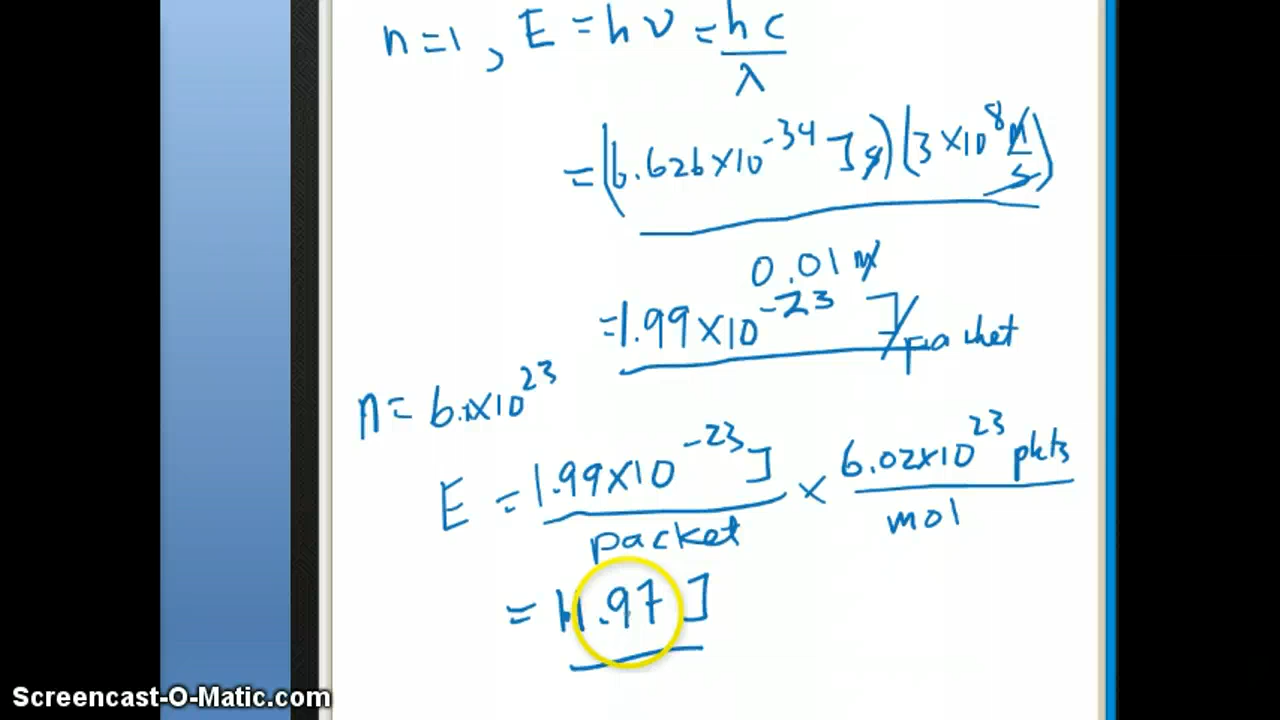 n=1, E = hν = hc
λ
= (6.626×10^-34 J s)(3×10^8 m/s)
0.01 m
= 1.99×10^-23 J/packet
n = 6.×10^23
E = 1.99×10^-23 J × 6.02×10^23 pkts
packet mol
= 11.97 J
Screencast-O-Matic.com